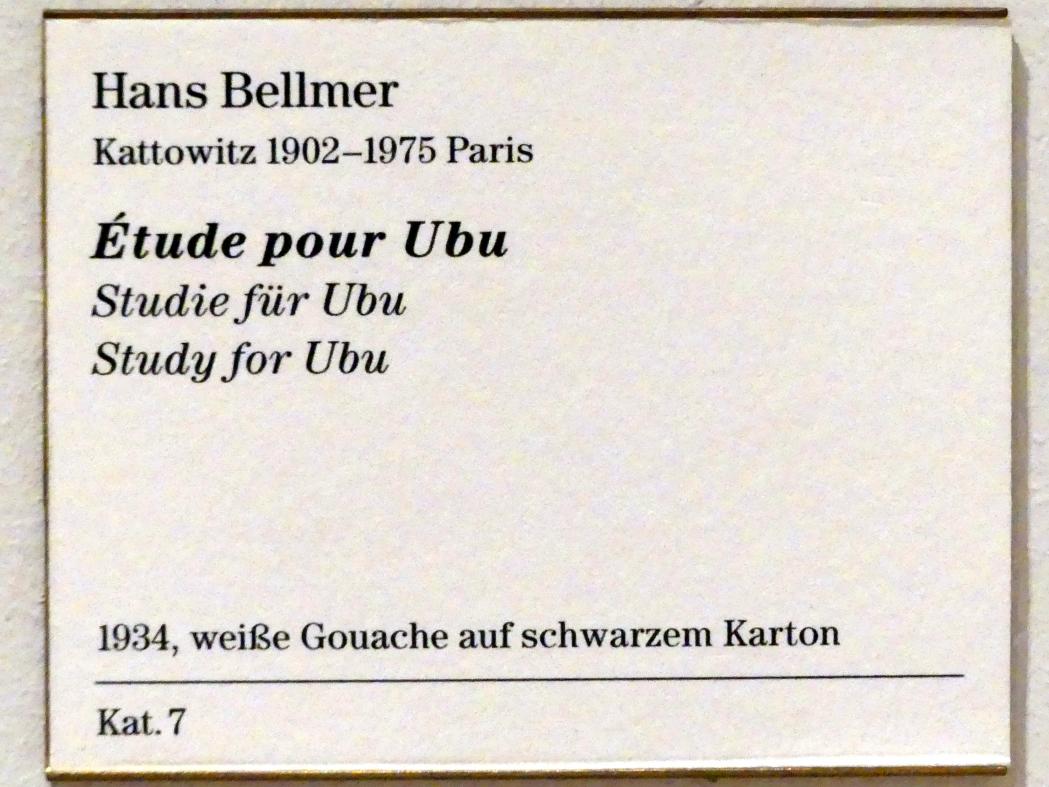 Hans Bellmer
Kattowitz 1902–1975 Paris
Étude pour Ubu
Studie für Ubu
Study for Ubu
1934, weiße Gouache auf schwarzem Karton
Kat. 7